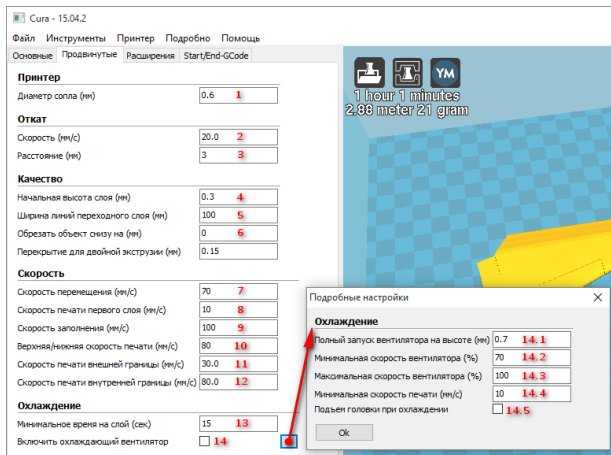 Cura - 15.04.2
Файл Инструменты Принтер Подробно Помощь
Основные Продвинутые Расширения Start/End-GCode
Принтер
Диаметр сопла (мм) 0.6 1
Откат
Скорость (мм/с) 20.0 2
Расстояние (мм) 3 3
Качество
Начальная высота слоя (мм) 0.3 4
Ширина линий переходного слоя (мм) 100 5
Обрезать объект снизу на (мм) 0 6
Перекрытие для двойной экструзии (мм) 0.15
Скорость
Скорость перемещения (мм/с) 70 7
Скорость печати первого слоя (мм) 10 8
Скорость заполнения (мм/с) 100 9
Верхняя/нижняя скорость печати (мм/с) 80 10
Скорость печати внешней границы (мм/с) 30.0 11
Скорость печати внутренней границы (мм/с) 80.0 12
Охлаждение
Минимальное время на слой (сек) 15 13
Включить охлаждающий вентилятор 14
YM
1 hour 1 minutes
2.88 meter 21 gram
Подробные настройки
Охлаждение
Полный запуск вентилятора на высоте (мм) 0.7 14.1
Минимальная скорость вентилятора (%) 70 14.2
Максимальная скорость вентилятора (%) 100 14.3
Минимальная скорость печати (мм/с) 10 14.4
Подъем головки при охлаждении 14.5
Ok